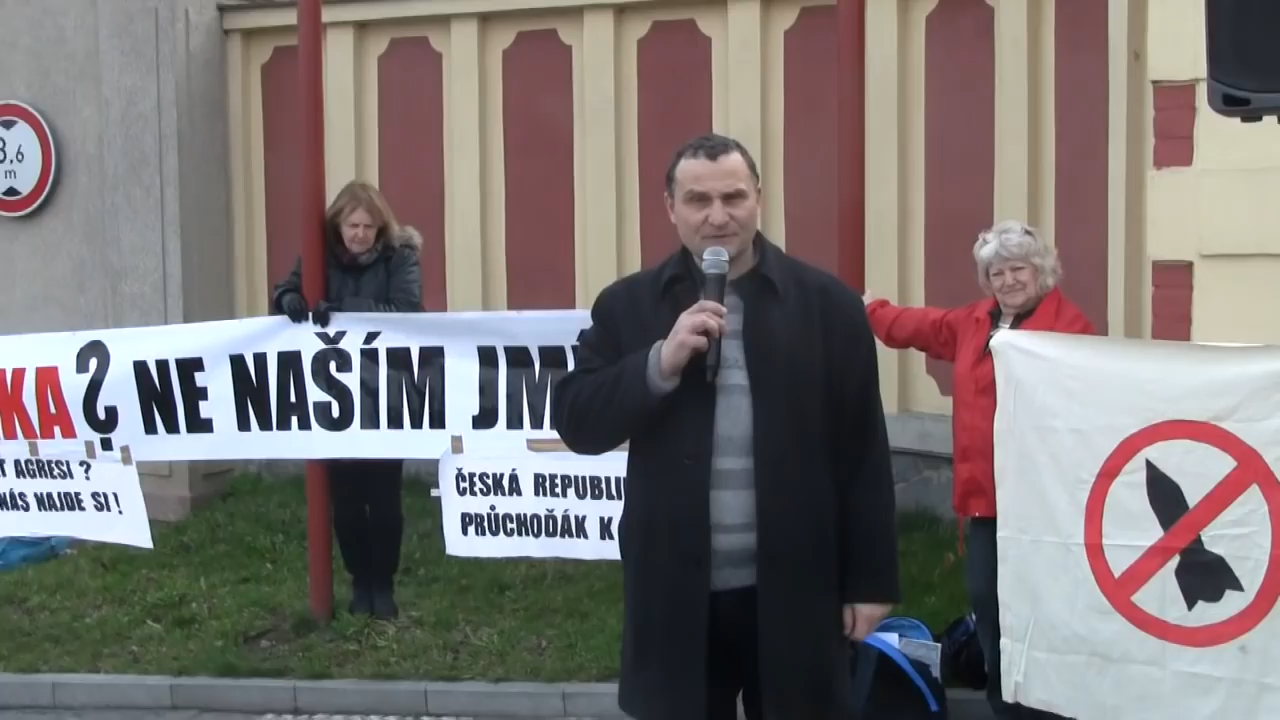 3,6
m
KA? NE NAŠÍM JM
T AGRESI ?
NÁS NAJDE SI !
ČESKÁ REPUBLI
PRŮCHOĎÁK K